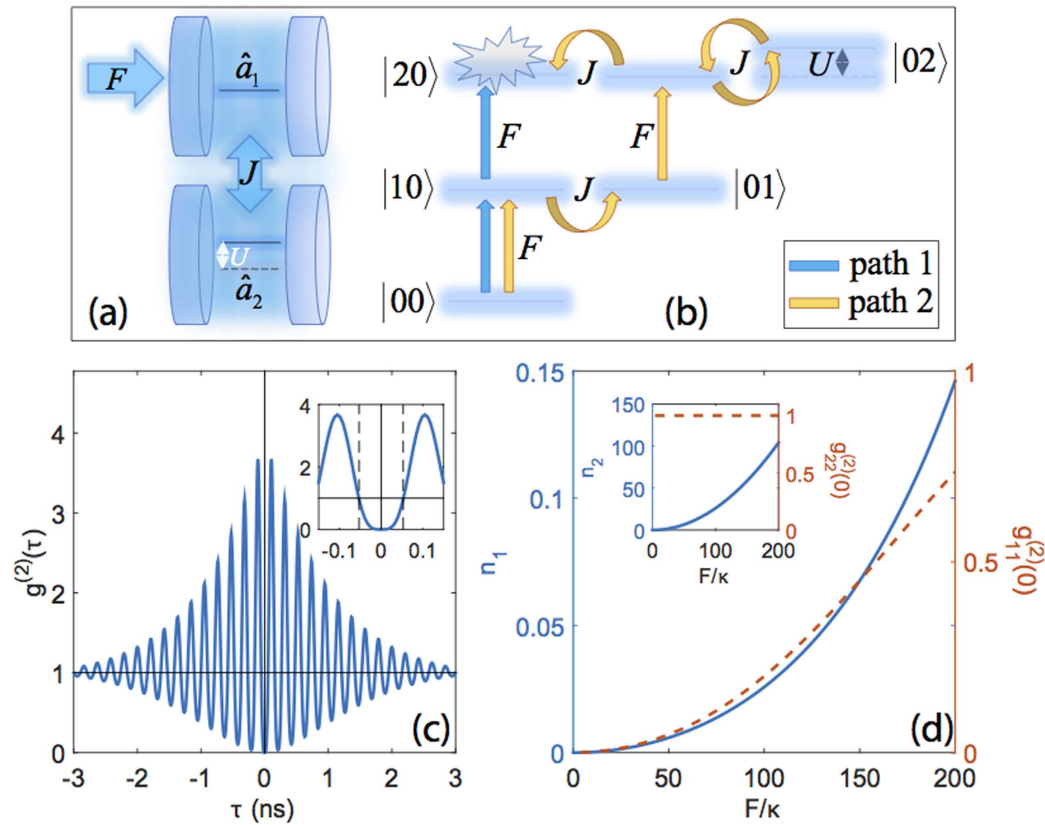 F
â₁
J
U
â₂
(a)
|20⟩
J
J
U
|02⟩
F
F
|10⟩
J
|01⟩
F
|00⟩
(b)
path 1
path 2
g⁽²⁾(τ)
4
3
2
1
0
-3 -2 -1 0 1 2 3
τ (ns)
4
2
0
-0.1 0 0.1
(c)
n₁
0.15
0.1
0.05
0
0 50 100 150 200
F/κ
1
0.5
0
g₁₁⁽²⁾(0)
n₂
150
100
50
0
0 100 200
F/κ
1
0.5
0
g₂₂⁽²⁾(0)
(d)